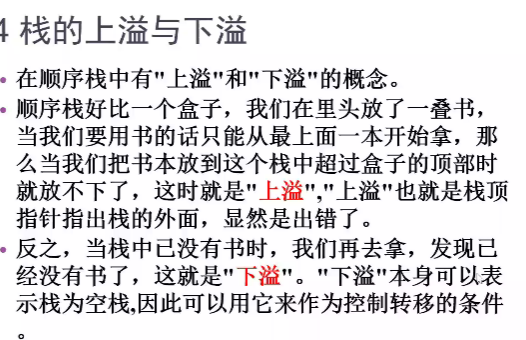 4 栈的上溢与下溢
• 在顺序栈中有"上溢"和"下溢"的概念。
• 顺序栈好比一个盒子，我们在里头放了一叠书，
当我们要用书的话只能从最上面一本开始拿，那
么当我们把书本放到这个栈中超过盒子的顶部时
就放不下了，这时就是"上溢","上溢"也就是栈顶
指针指出栈的外面，显然是出错了。
• 反之，当栈中已没有书时，我们再去拿，发现已
经没有书了，这就是"下溢"。"下溢"本身可以表
示栈为空栈,因此可以用它来作为控制转移的条件
。